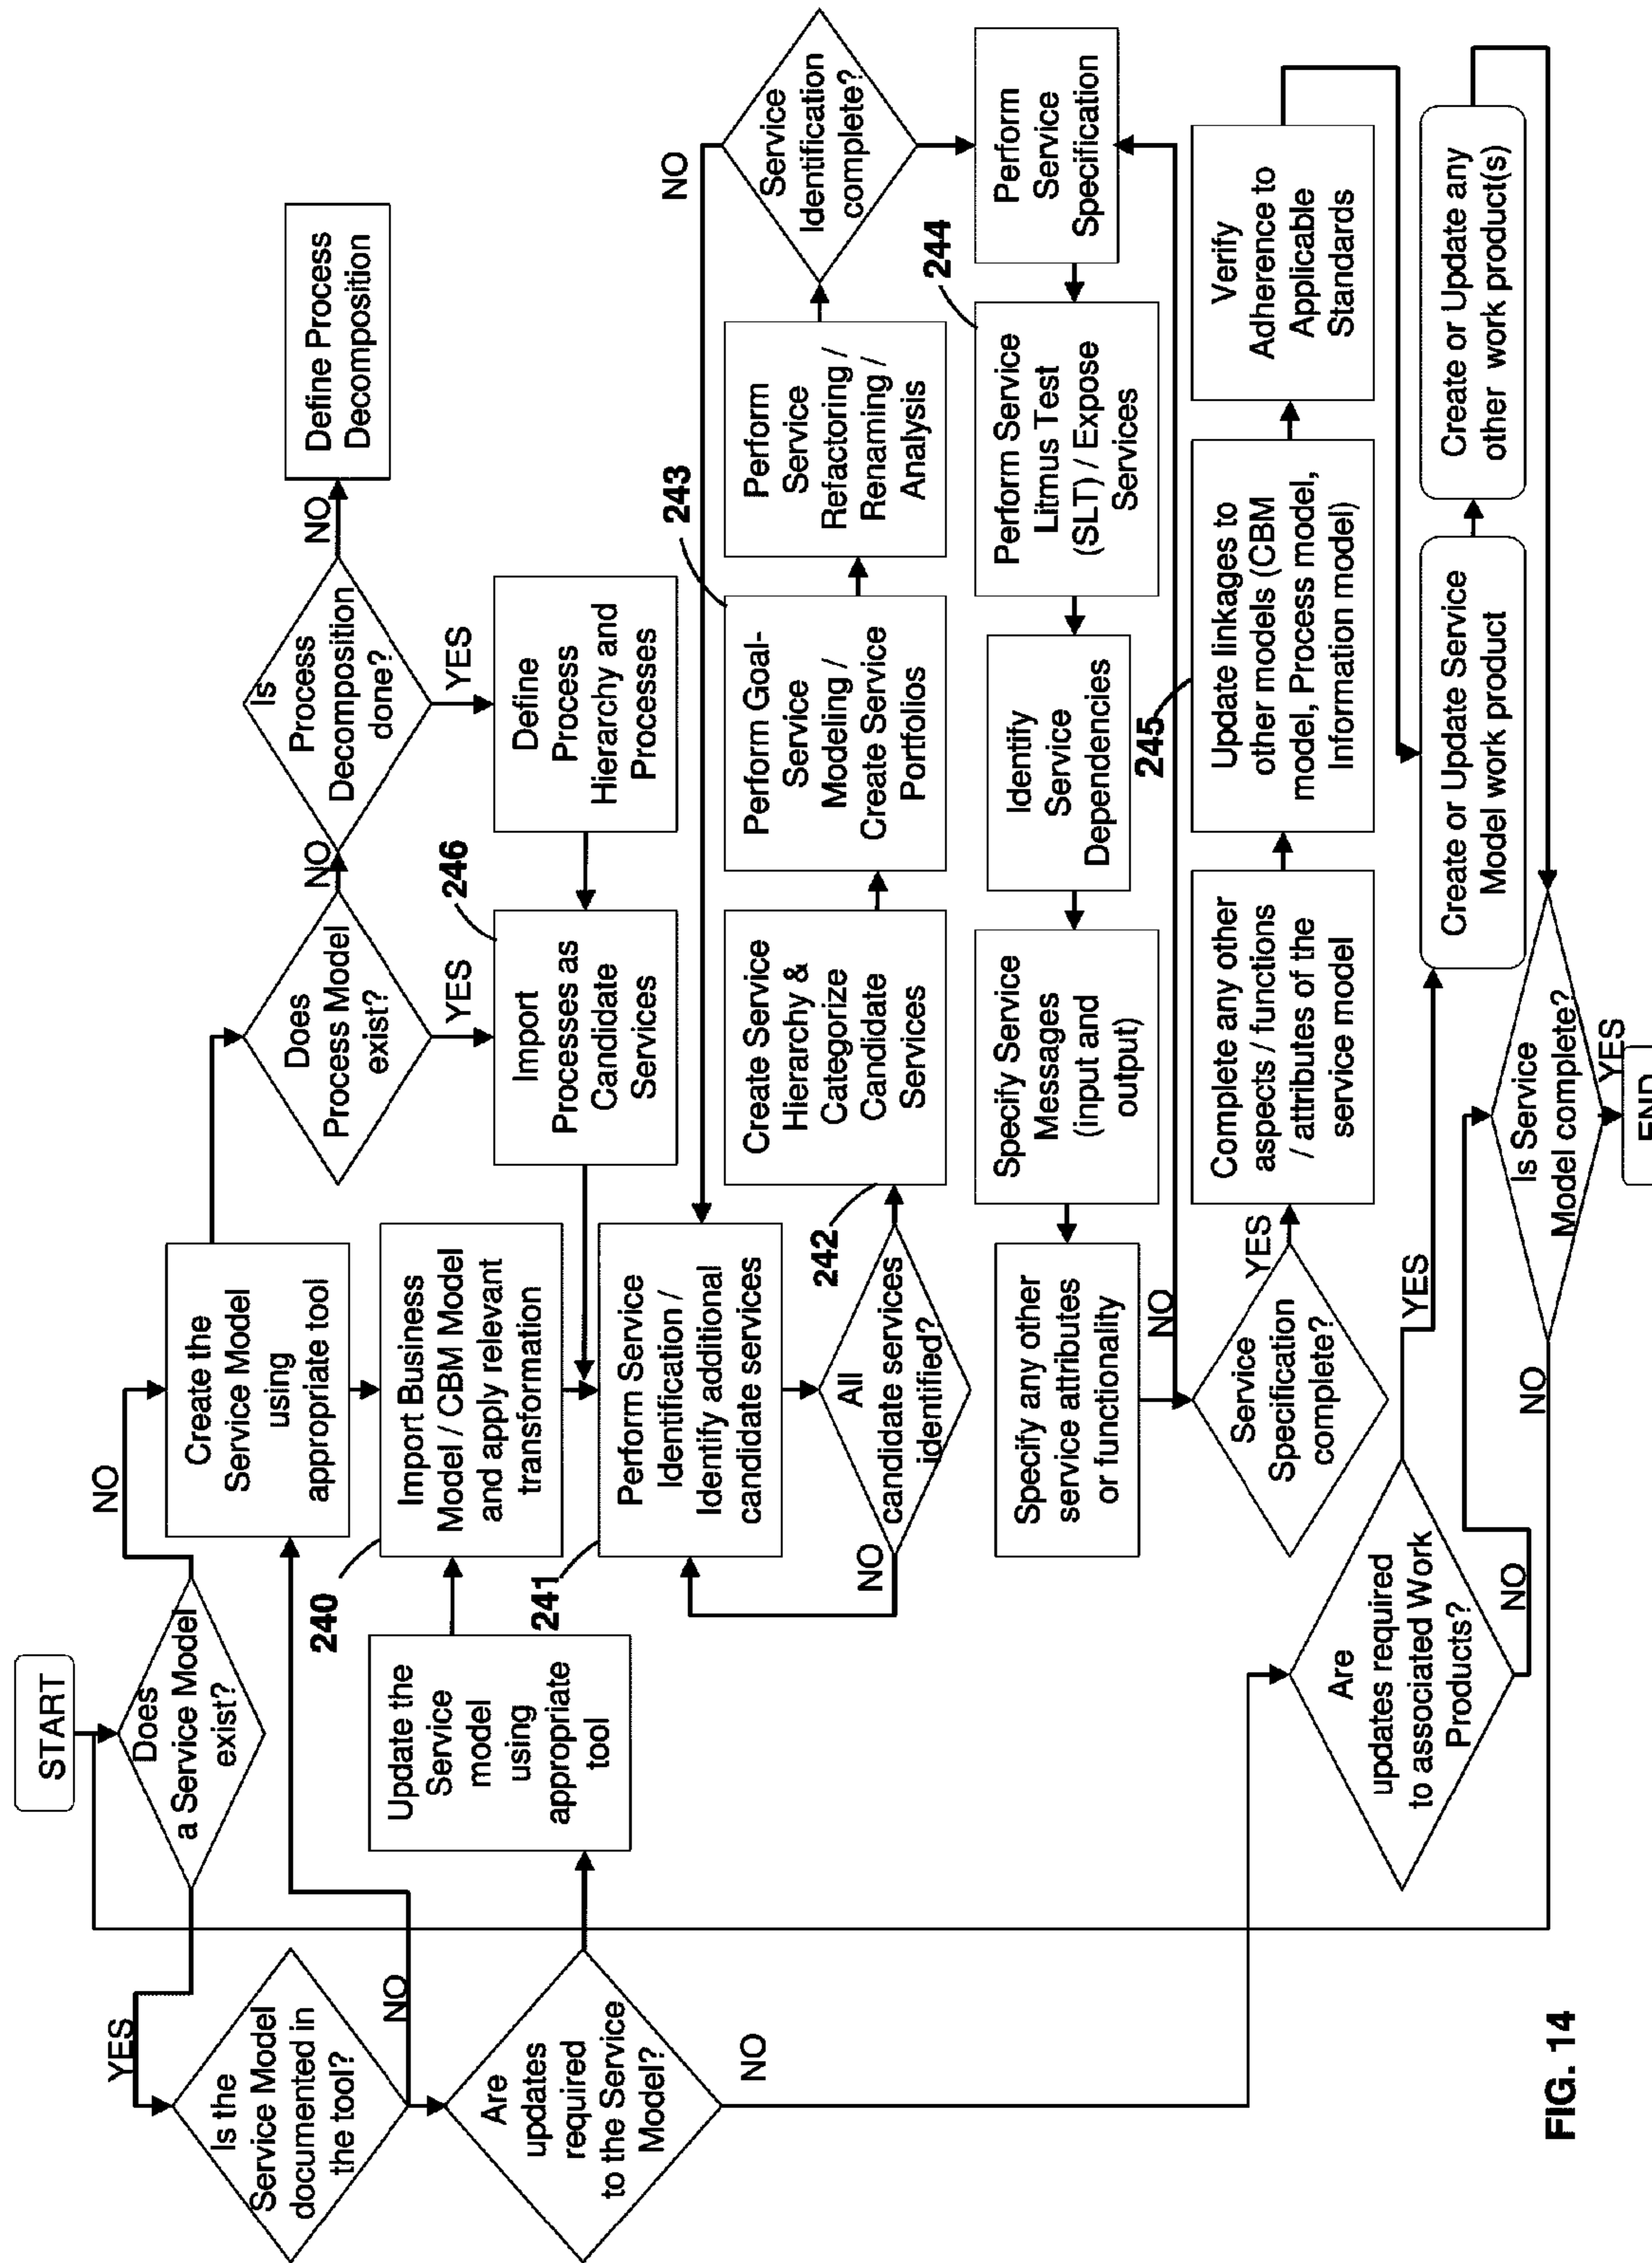 START
Does
a Service Model
exist?
YES
NO
Is the
Service Model
documented in
the tool?
NO
Are
updates
required
to the Service
Model?
NO
Update the
Service
model
using
appropriate
tool
Create the
Service Model
using
appropriate tool
240
Import Business
Model / CBM Model
and apply relevant
transformation
Does
Process Model
exist?
NO
YES
Is
Process
Decomposition
done?
NO
YES
Define Process
Decomposition
Define
Process
Hierarchy and
Processes
246
Import
Processes as
Candidate
Services
241
Perform Service
Identification /
Identify additional
candidate services
All
candidate services
identified?
NO
242
Create Service
Hierarchy &
Categorize
Candidate
Services
243
Perform Goal-
Service
Modeling /
Create Service
Portfolios
Perform
Service
Refactoring /
Renaming /
Analysis
NO
Service
Identification
complete?
Perform
Service
Specification
244
Perform Service
Litmus Test
(SLT) / Expose
Services
Identify
Service
Dependencies
Specify Service
Messages
(input and
output)
Specify any other
service attributes
or functionality
NO
Service
Specification
complete?
YES
Complete any other
aspects / functions
/ attributes of the
service model
245
Update linkages to
other models (CBM
model, Process model,
Information model)
Verify
Adherence to
Applicable
Standards
Are
updates required
to associated Work
Products?
YES
NO
Create or Update Service
Model work product
Create or Update any
other work product(s)
Is Service
Model complete?
NO
YES
END
FIG. 14